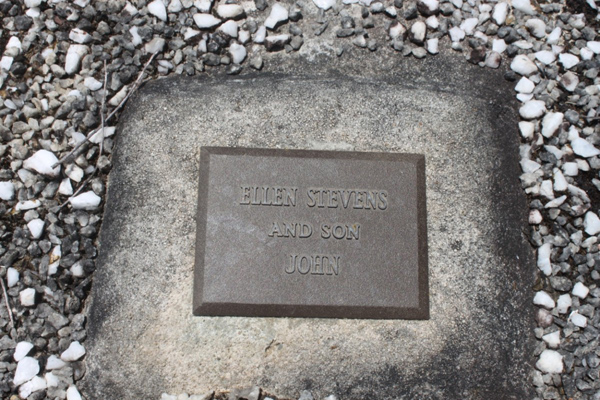 ELLEN STEVENS
AND SON
JOHN